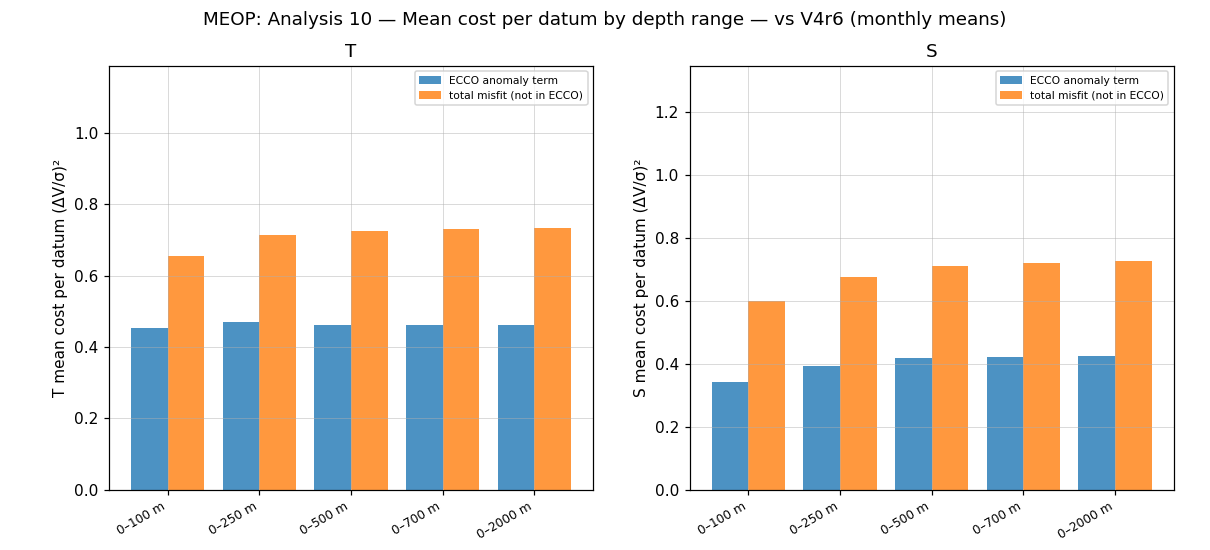 MEOP: Analysis 10 — Mean cost per datum by depth range — vs V4r6 (monthly means)
T
ECCO anomaly term
total misfit (not in ECCO)
T mean cost per datum (ΔV/σ)²
1.0
0.8
0.6
0.4
0.2
0.0
0–100 m
0–250 m
0–500 m
0–700 m
0–2000 m
S
ECCO anomaly term
total misfit (not in ECCO)
S mean cost per datum (ΔV/σ)²
1.2
1.0
0.8
0.6
0.4
0.2
0.0
0–100 m
0–250 m
0–500 m
0–700 m
0–2000 m